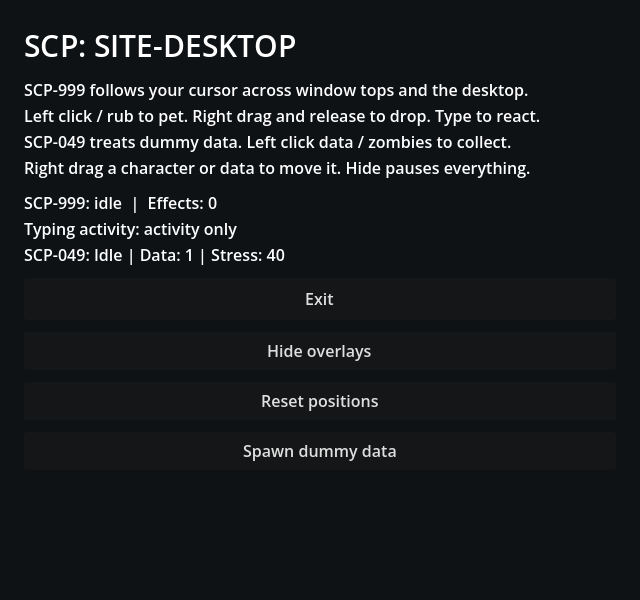 SCP: SITE-DESKTOP
SCP-999 follows your cursor across window tops and the desktop.
Left click / rub to pet. Right drag and release to drop. Type to react.
SCP-049 treats dummy data. Left click data / zombies to collect.
Right drag a character or data to move it. Hide pauses everything.
SCP-999: idle | Effects: 0
Typing activity: activity only
SCP-049: Idle | Data: 1 | Stress: 40
Exit
Hide overlays
Reset positions
Spawn dummy data